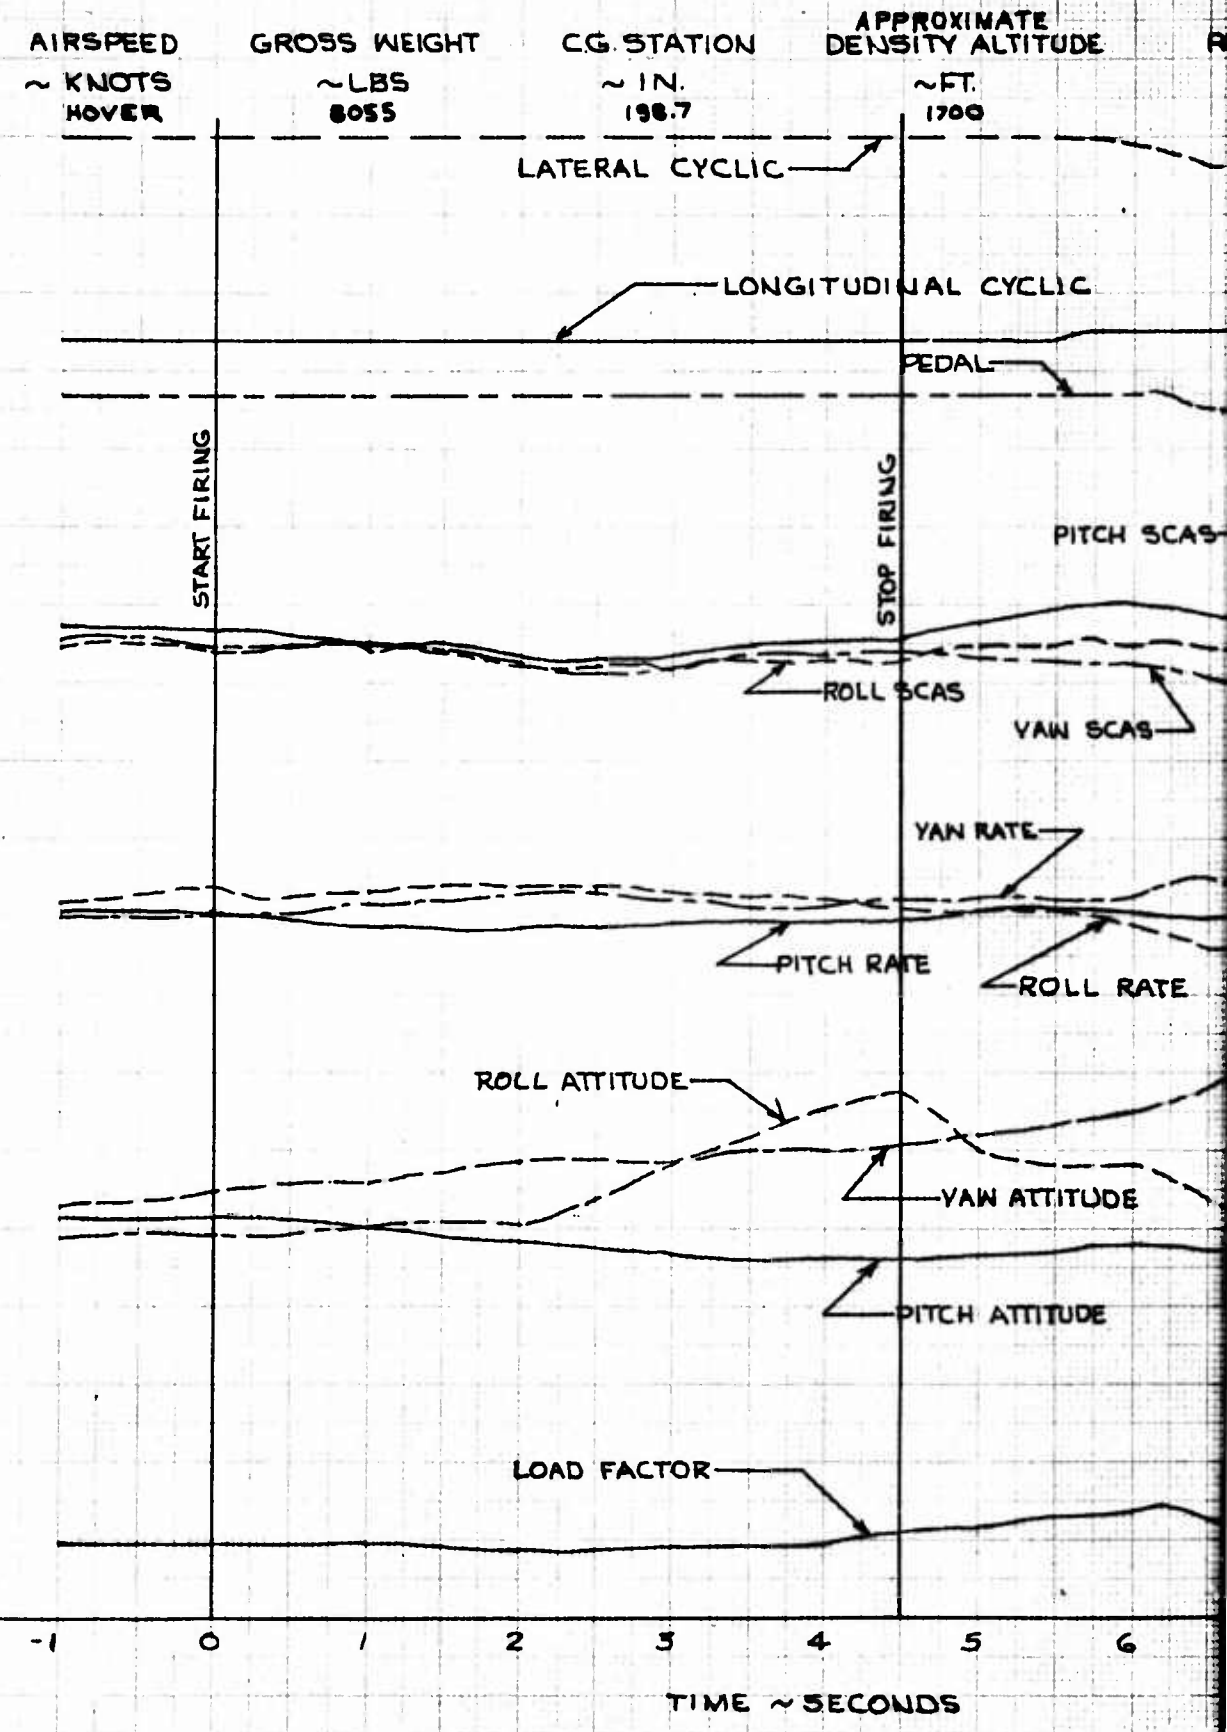 AIRSPEED GROSS WEIGHT C.G. STATION APPROXIMATE DENSITY ALTITUDE
~ KNOTS ~LBS ~ IN. ~FT.
HOVER 8055 198.7 1700
LATERAL CYCLIC
LONGITUDINAL CYCLIC
PEDAL
START FIRING
STOP FIRING
PITCH SCAS
ROLL SCAS
YAW SCAS
YAW RATE
PITCH RATE
ROLL RATE
ROLL ATTITUDE
YAW ATTITUDE
PITCH ATTITUDE
LOAD FACTOR
-1 0 1 2 3 4 5 6
TIME ~ SECONDS